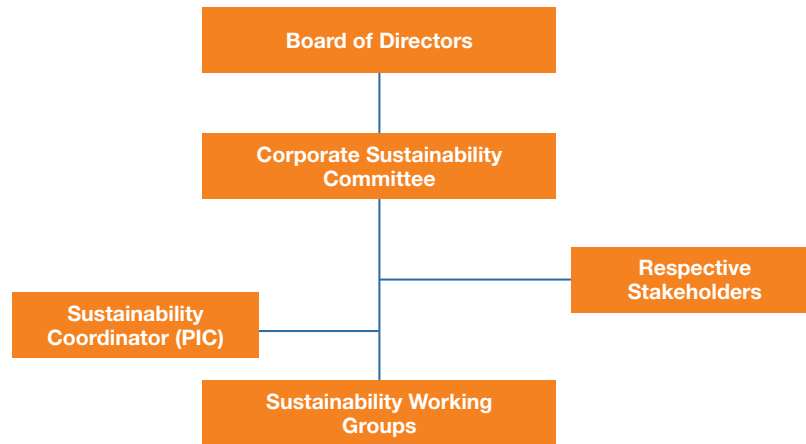 Board of Directors
Corporate Sustainability
Committee
Respective
Stakeholders
Sustainability
Coordinator (PIC)
Sustainability Working
Groups